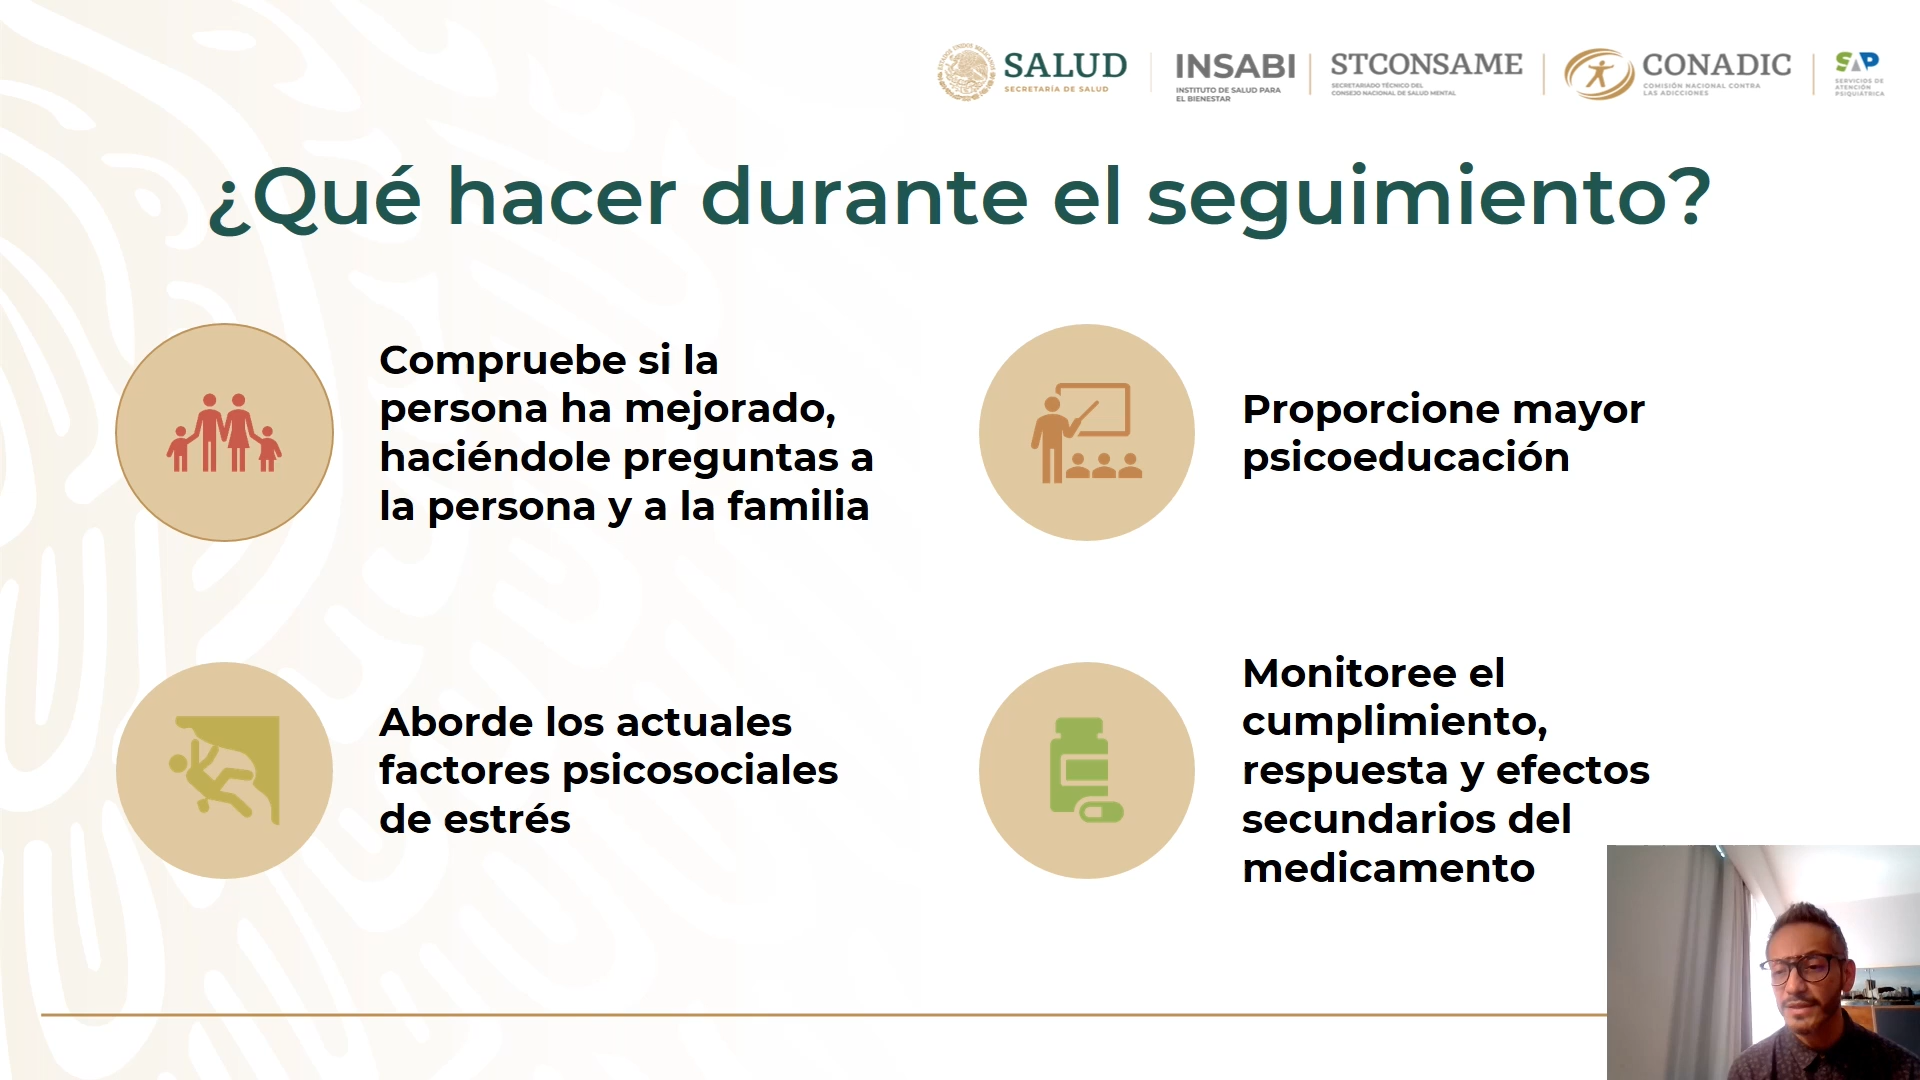 SALUD
SECRETARÍA DE SALUD
INSABI
INSTITUTO DE SALUD PARA
EL BIENESTAR
STCONSAME
SECRETARIADO TÉCNICO DEL
CONSEJO NACIONAL DE SALUD MENTAL
CONADIC
COMISIÓN NACIONAL CONTRA
LAS ADICCIONES
SAP
SERVICIOS DE
ATENCIÓN
PSIQUIÁTRICA
¿Qué hacer durante el seguimiento?
Compruebe si la
persona ha mejorado,
haciéndole preguntas a
la persona y a la familia
Proporcione mayor
psicoeducación
Aborde los actuales
factores psicosociales
de estrés
Monitoree el
cumplimiento,
respuesta y efectos
secundarios del
medicamento